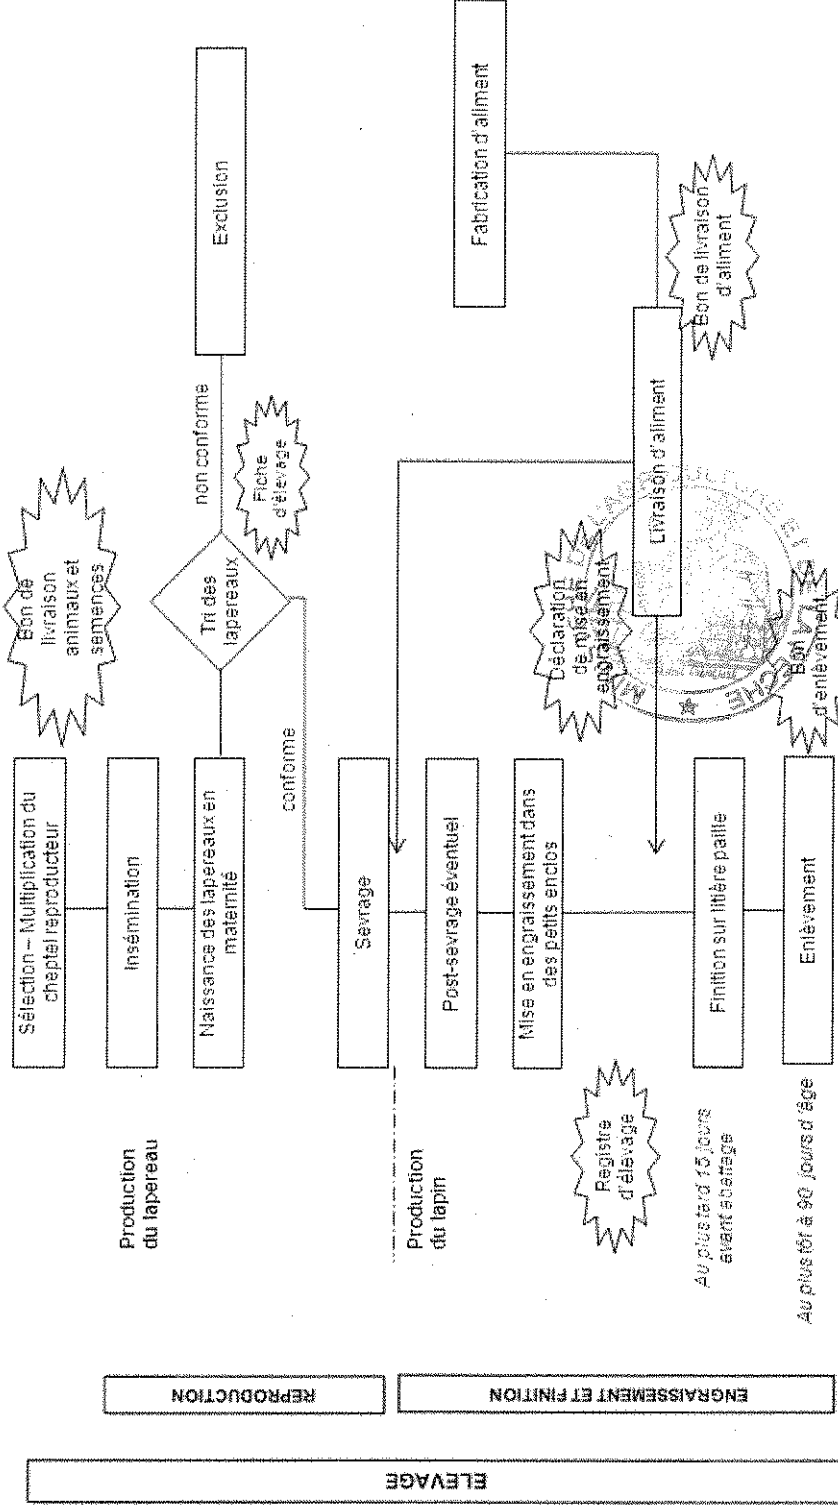 ELEVAGE
REPRODUCTION
ENGRAISSEMENT ET FINITION
Production
du lapereau
Production
du lapin
Sélection – Multiplication du
cheptel reproducteur
Bon de
livraison
animaux et
semences
Insémination
Naissance des lapereaux en
maternité
Tri des
lapereaux
non conforme
Fiche
d'élevage
Exclusion
conforme
Sevrage
Post-sevrage éventuel
Mise en engraissement dans
des petits enclos
Déclaration
de mise en
engraissement
Registre
d'élevage
Fabrication d'aliment
Livraison d'aliment
Bon de livraison
d'aliment
Au plus tard 15 jours
avant abattage
Finition sur litière paille
Au plus tôt à 90 jours d'âge
Enlèvement
Bon
d'enlèvement